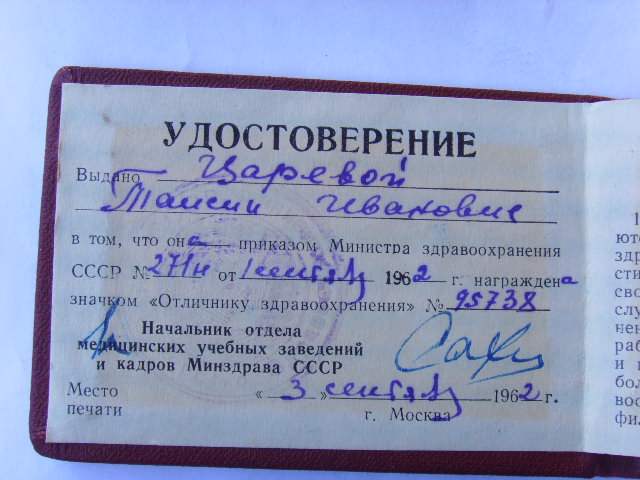 УДОСТОВЕРЕНИЕ
Выдано Царевой
Таисии Ивановне
в том, что она приказом Министра здравоохранения
СССР № 271н от 1 сентября 1962 г. награждена
значком «Отличнику здравоохранения» № 95738
Начальник отдела
медицинских учебных заведений
и кадров Минздрава СССР
Место
печати
« 3 » сентября 1962 г.
г. Москва